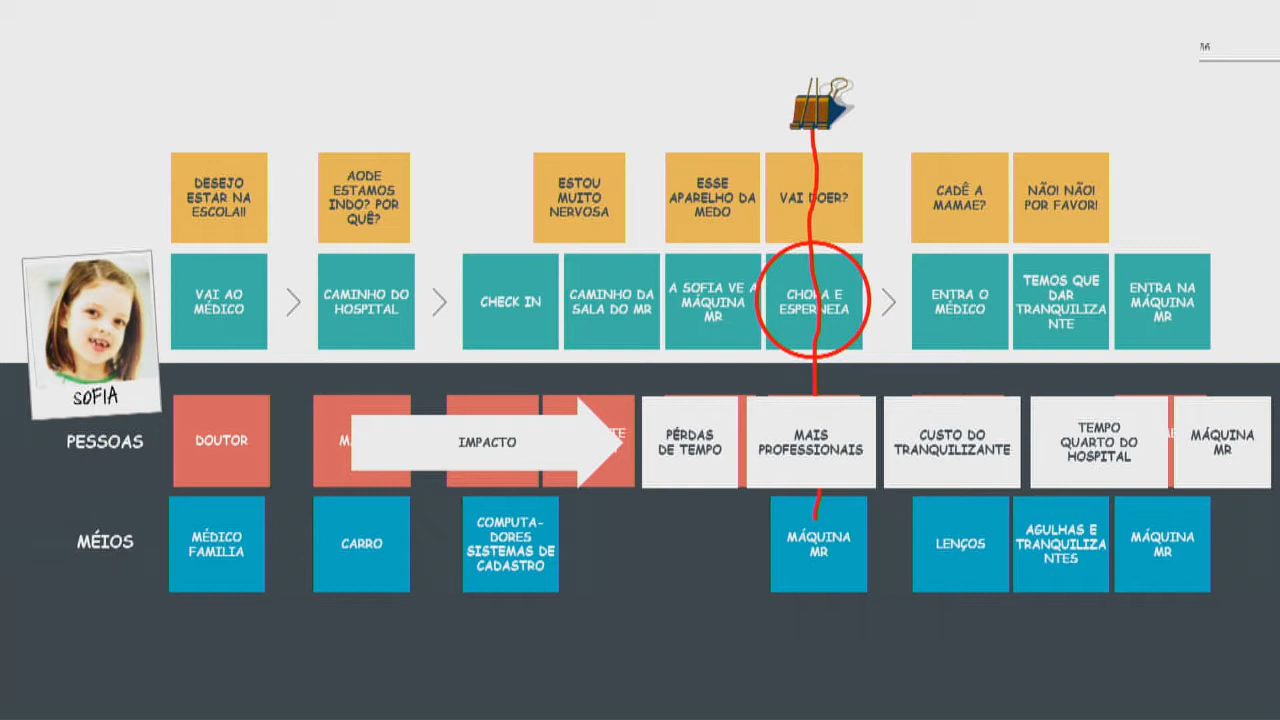 56
DESEJO
ESTAR NA
ESCOLA!!
AODE
ESTAMOS
INDO? POR
QUÊ?
ESTOU
MUITO
NERVOSA
ESSE
APARELHO DA
MEDO
VAI DOER?
CADÊ A
MAMAE?
NÃO! NÃO!
POR FAVOR!
VAI AO
MÉDICO
CAMINHO DO
HOSPITAL
CHECK IN
CAMINHO DA
SALA DO MR
A SOFIA VE A
MÁQUINA
MR
CHORA E
ESPERNEIA
ENTRA O
MÉDICO
TEMOS QUE
DAR
TRANQUILIZA
NTE
ENTRA NA
MÁQUINA
MR
SOFIA
PESSOAS
DOUTOR
IMPACTO
PÉRDAS
DE TEMPO
MAIS
PROFESSIONAIS
CUSTO DO
TRANQUILIZANTE
TEMPO
QUARTO DO
HOSPITAL
MÁQUINA
MR
MÉIOS
MÉDICO
FAMILIA
CARRO
COMPUTA-
DORES
SISTEMAS DE
CADASTRO
MÁQUINA
MR
LENÇOS
AGULHAS E
TRANQUILIZA
NTES
MÁQUINA
MR